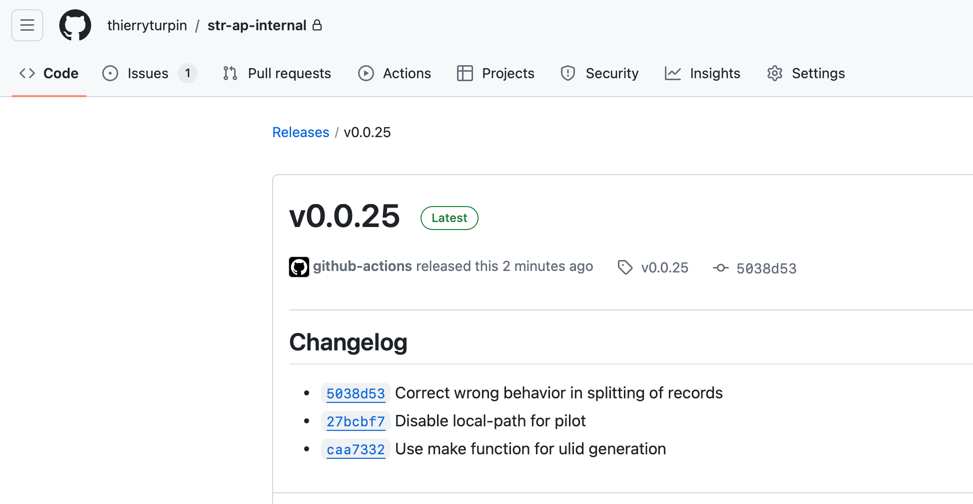 thierryturpin / str-ap-internal
Code Issues 1 Pull requests Actions Projects Security Insights Settings
Releases / v0.0.25
v0.0.25 Latest
github-actions released this 2 minutes ago v0.0.25 5038d53
Changelog
• 5038d53 Correct wrong behavior in splitting of records
• 27bcbf7 Disable local-path for pilot
• caa7332 Use make function for ulid generation